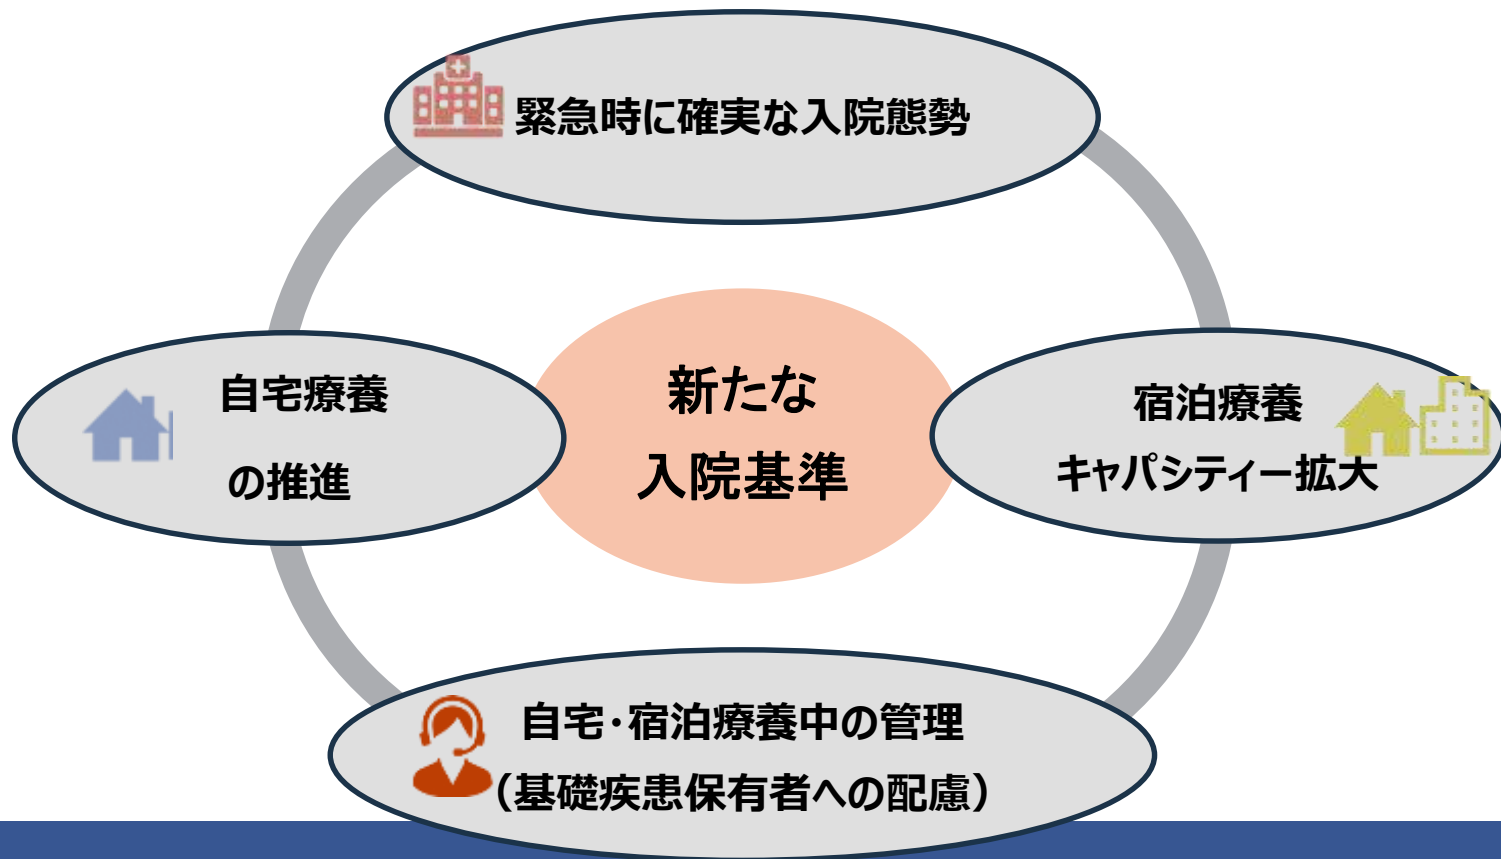 緊急時に確実な入院態勢
自宅療養
の推進
新たな
入院基準
宿泊療養
キャパシティー拡大
自宅・宿泊療養中の管理
（基礎疾患保有者への配慮）